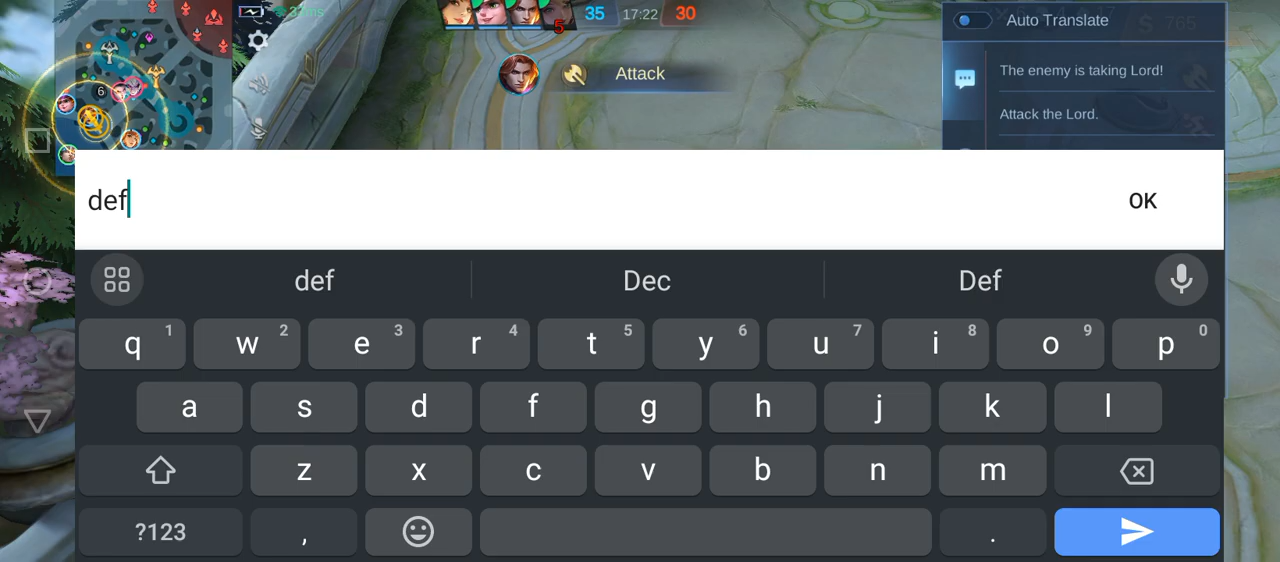 35 17:22 30
5
Auto Translate
Attack
The enemy is taking Lord!
6
Attack the Lord.
def
OK
def Dec Def
q 1 w 2 e 3 r 4 t 5 y 6 u 7 i 8 o 9 p 0
a s d f g h j k l
z x c v b n m
?123 , .